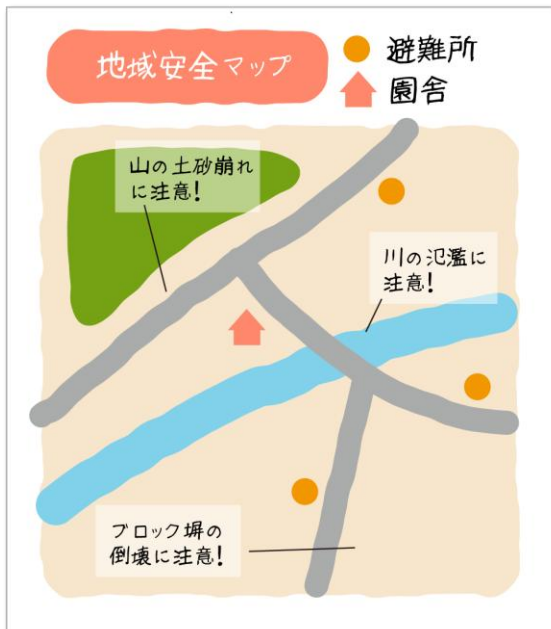 地域安全マップ
避難所
園舎
山の土砂崩れ
に注意!
川の氾濫に
注意!
ブロック塀の
倒壊に注意!